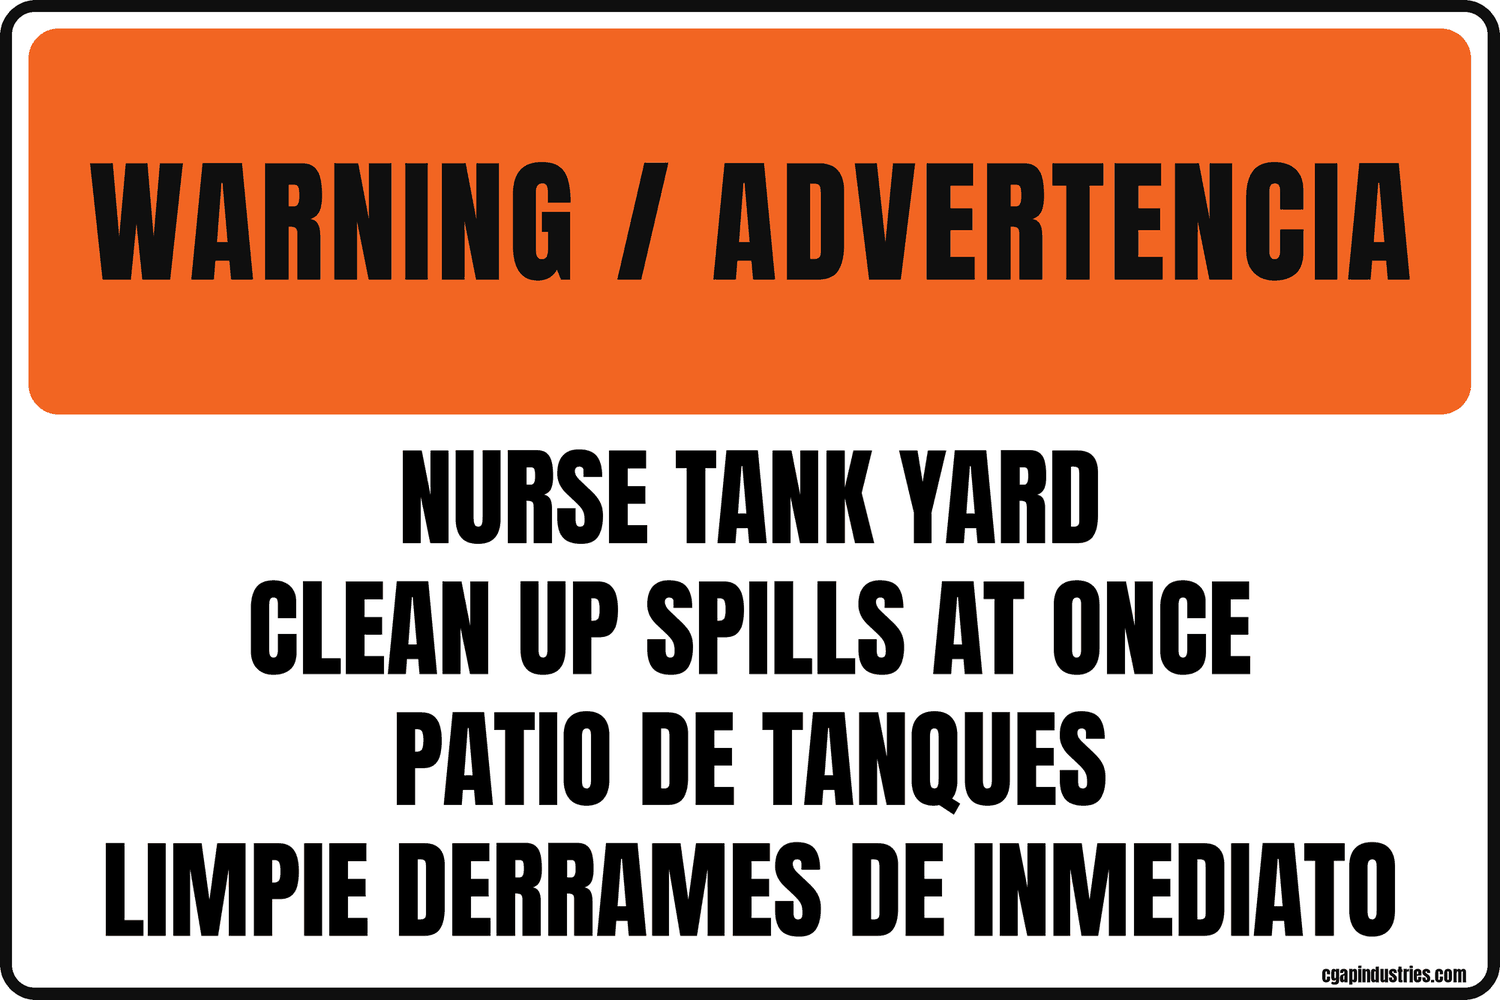 WARNING / ADVERTENCIA
NURSE TANK YARD
CLEAN UP SPILLS AT ONCE
PATIO DE TANQUES
LIMPIE DERRAMES DE INMEDIATO
cgapindustries.com